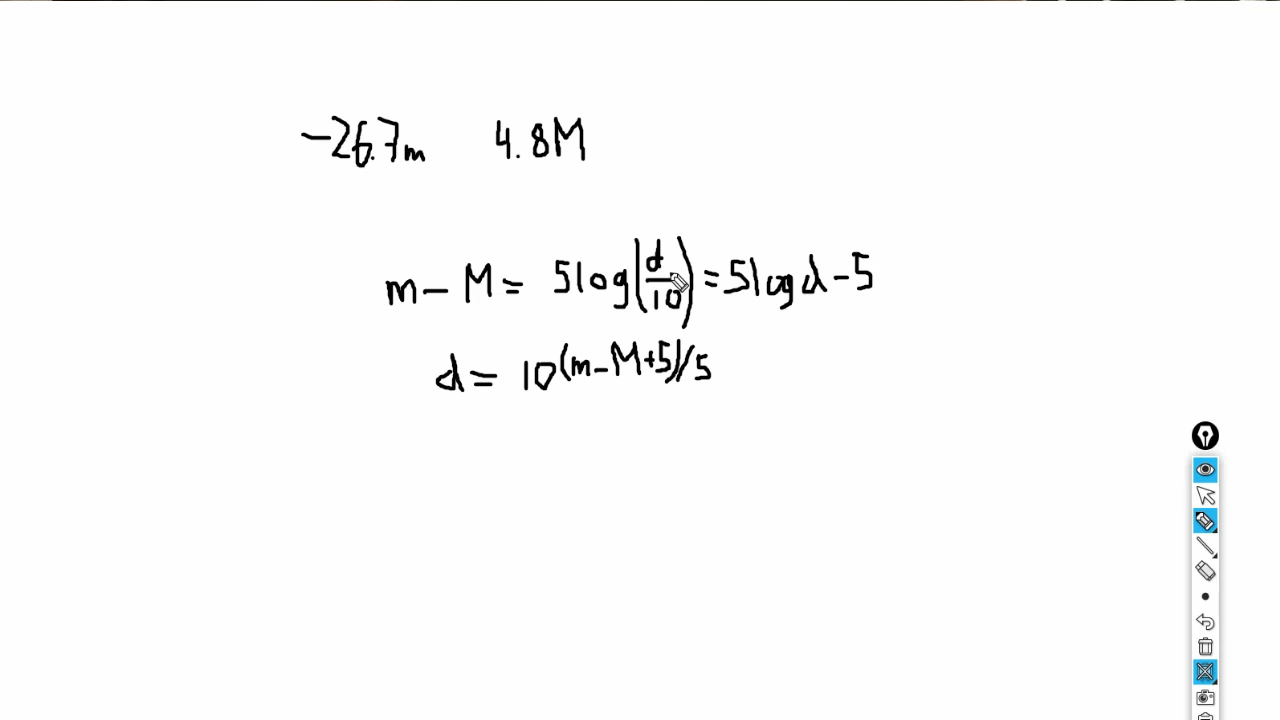 -26.7m 4.8M
m - M = 5log(d/10) = 5log d - 5
d = 10^(m-M+5)/5